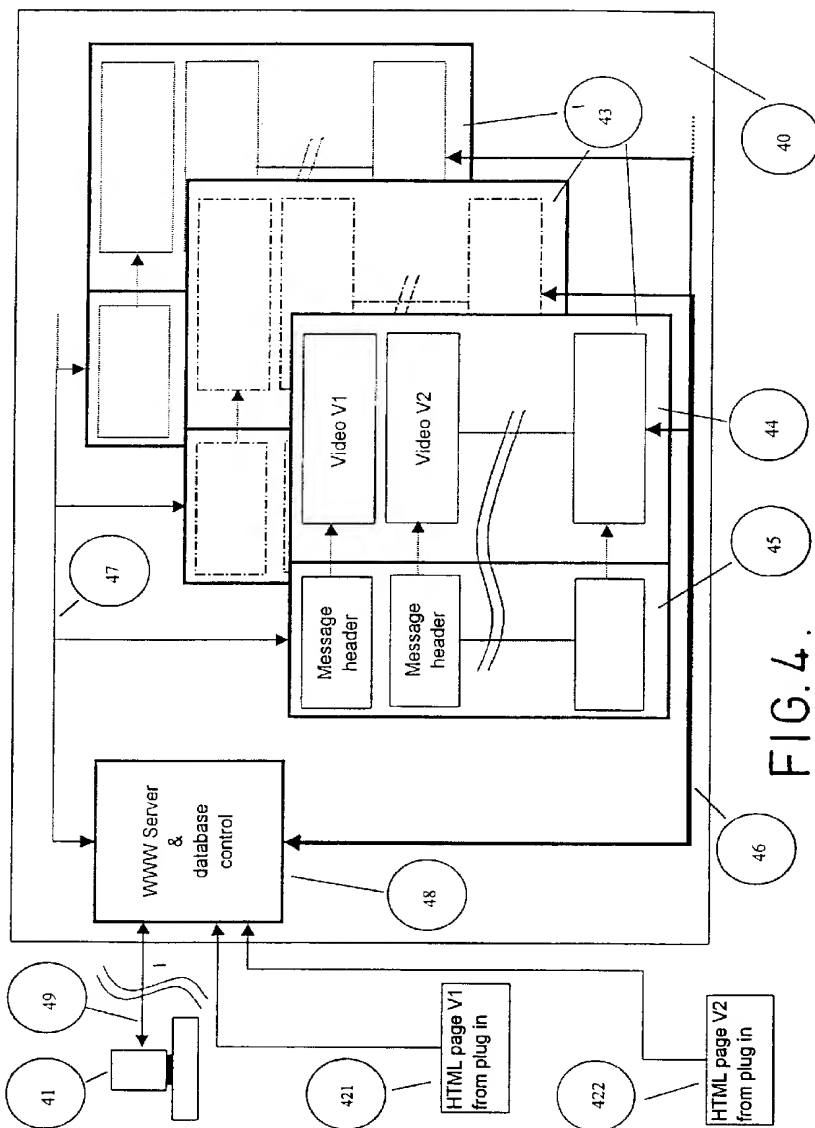 41
49
47
WWW Server
&
database
control
48
421
HTML page V1
from plug in
422
HTML page V2
from plug in
Message
header
Video V1
Message
header
Video V2
43
40
44
45
46
FIG. 4.